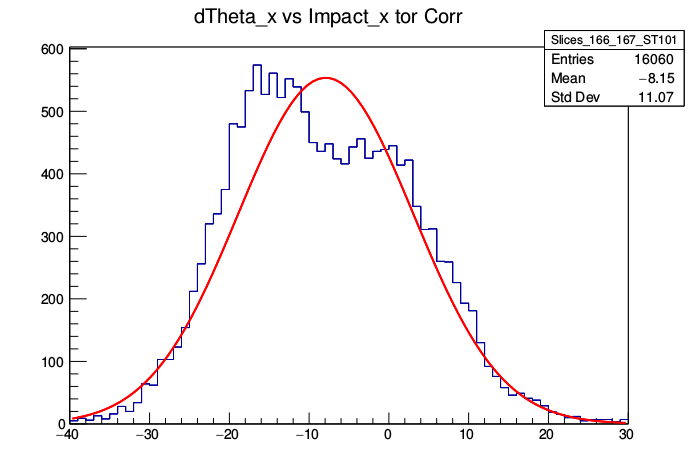 dTheta_x vs Impact_x tor Corr
Slices_166_167_ST101
Entries 16060
Mean −8.15
Std Dev 11.07
600
500
400
300
200
100
0
−40 −30 −20 −10 0 10 20 30